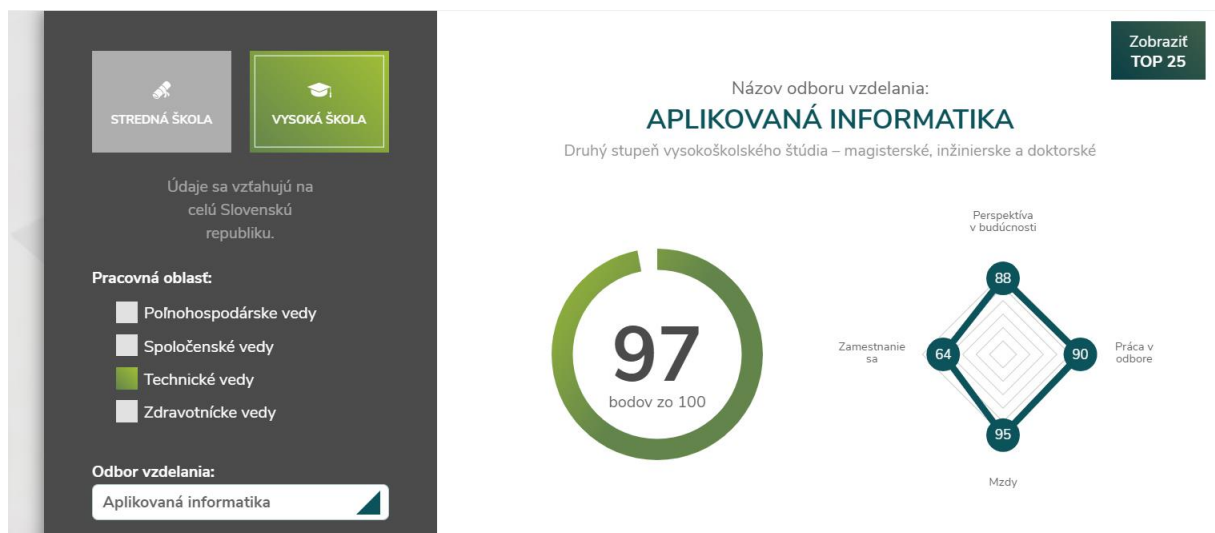 STREDNÁ ŠKOLA
VYSOKÁ ŠKOLA
Údaje sa vzťahujú na
celú Slovenskú
republiku.
Pracovná oblasť:
Poľnohospodárske vedy
Spoločenské vedy
Technické vedy
Zdravotnícke vedy
Odbor vzdelania:
Aplikovaná informatika
Zobraziť
TOP 25
Názov odboru vzdelania:
APLIKOVANÁ INFORMATIKA
Druhý stupeň vysokoškolského štúdia – magisterské, inžinierske a doktorské
97
bodov zo 100
Perspektíva
v budúcnosti
88
Zamestnanie
sa
64
90
Práca v
odbore
95
Mzdy